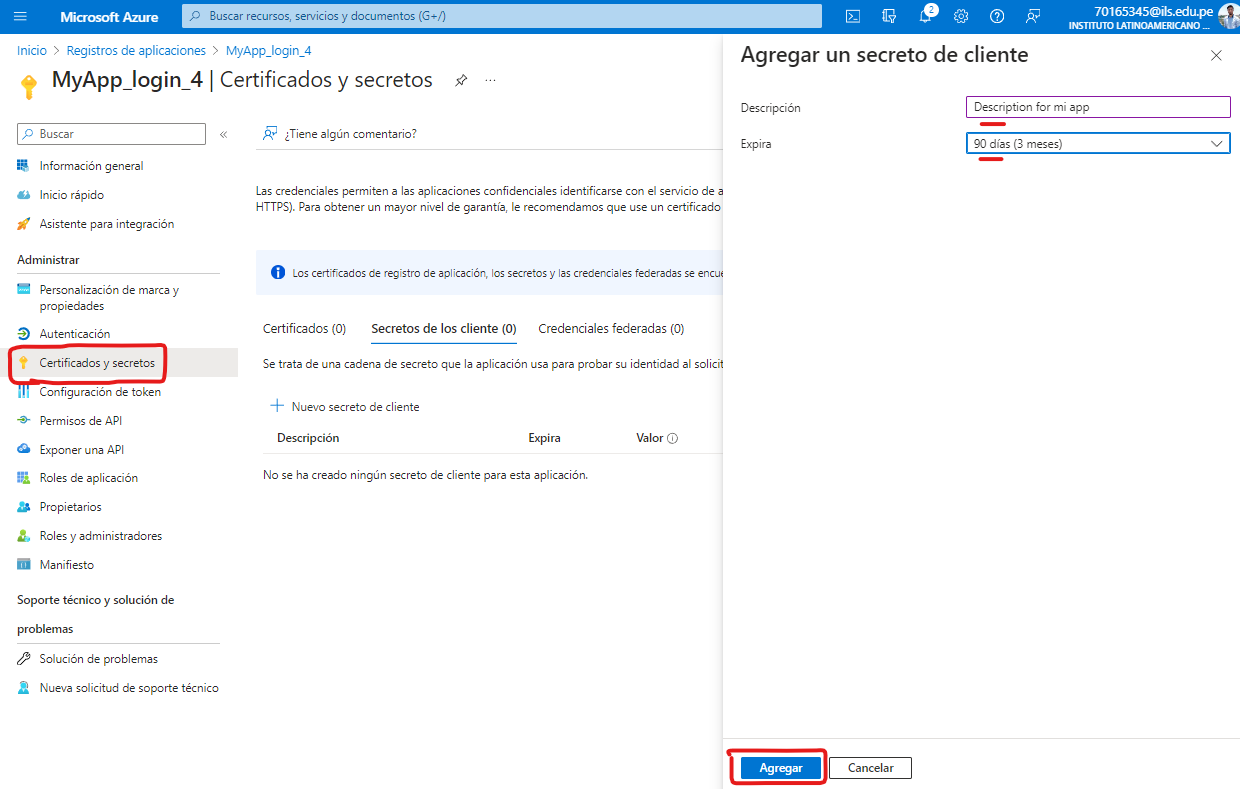 Microsoft Azure
Buscar recursos, servicios y documentos (G+/)
2
70165345@ils.edu.pe
INSTITUTO LATINOAMERICANO ...
Inicio > Registros de aplicaciones > MyApp_login_4
MyApp_login_4 | Certificados y secretos
...
Buscar
«
Información general
Inicio rápido
Asistente para integración
Administrar
Personalización de marca y
propiedades
Autenticación
Certificados y secretos
Configuración de token
Permisos de API
Exponer una API
Roles de aplicación
Propietarios
Roles y administradores
Manifiesto
Soporte técnico y solución de
problemas
Solución de problemas
Nueva solicitud de soporte técnico
¿Tiene algún comentario?
Las credenciales permiten a las aplicaciones confidenciales identificarse con el servicio de a
HTTPS). Para obtener un mayor nivel de garantía, le recomendamos que use un certificado
Los certificados de registro de aplicación, los secretos y las credenciales federadas se encue
Certificados (0) Secretos de los cliente (0) Credenciales federadas (0)
Se trata de una cadena de secreto que la aplicación usa para probar su identidad al solicit
Nuevo secreto de cliente
Descripción Expira Valor
No se ha creado ningún secreto de cliente para esta aplicación.
Agregar un secreto de cliente
Descripción Description for mi app
Expira 90 días (3 meses)
Agregar Cancelar